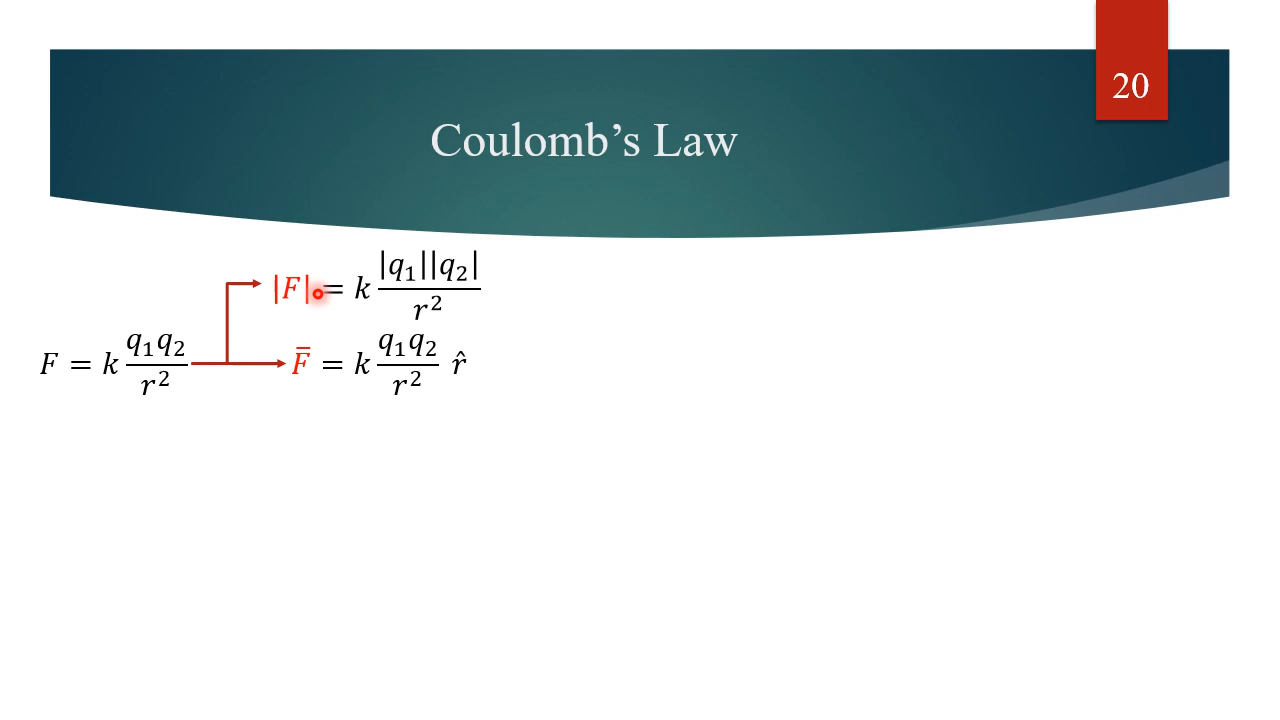 20
Coulomb’s Law
|F| = k |q₁||q₂| / r²
F = k q₁q₂ / r²
F̅ = k q₁q₂ / r² r̂